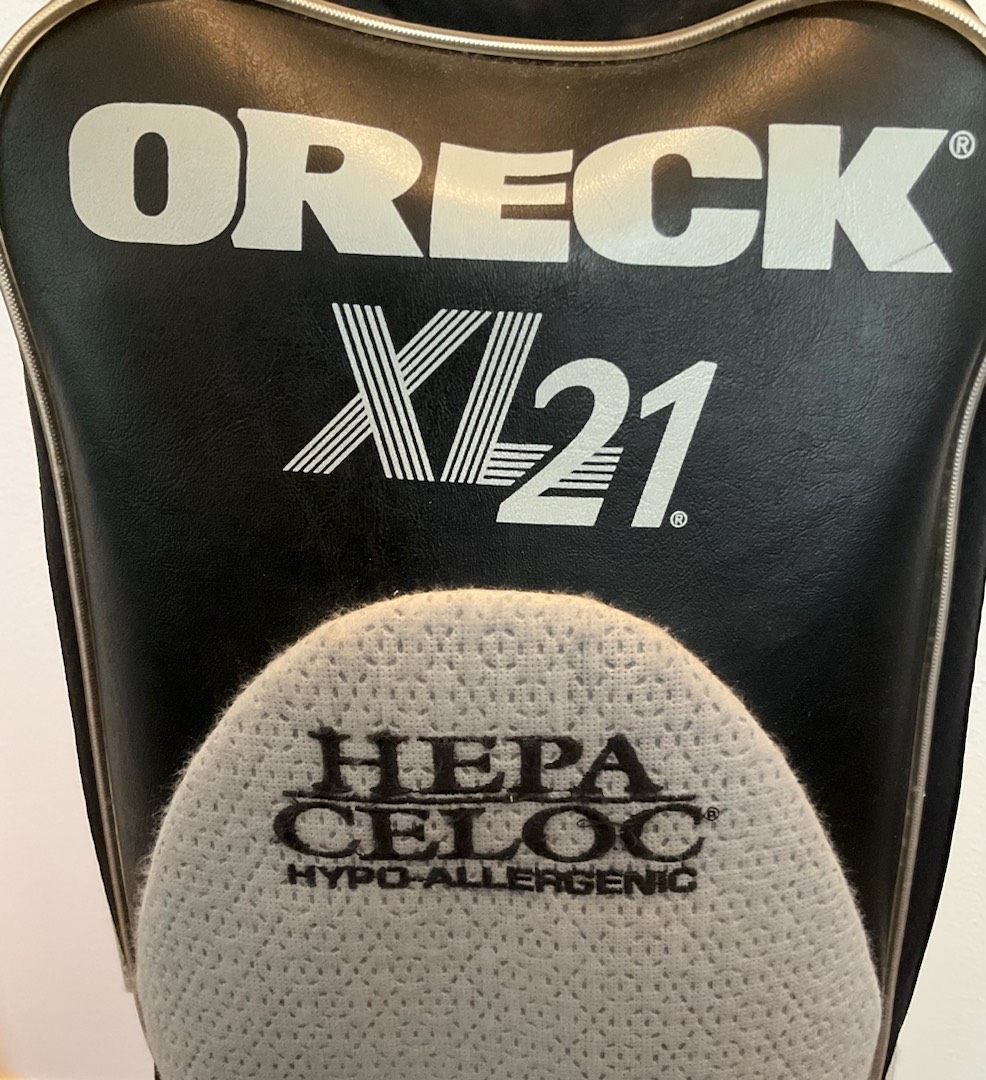 ORECK®
XL21®
HEPA
CELOC®
HYPO-ALLERGENIC